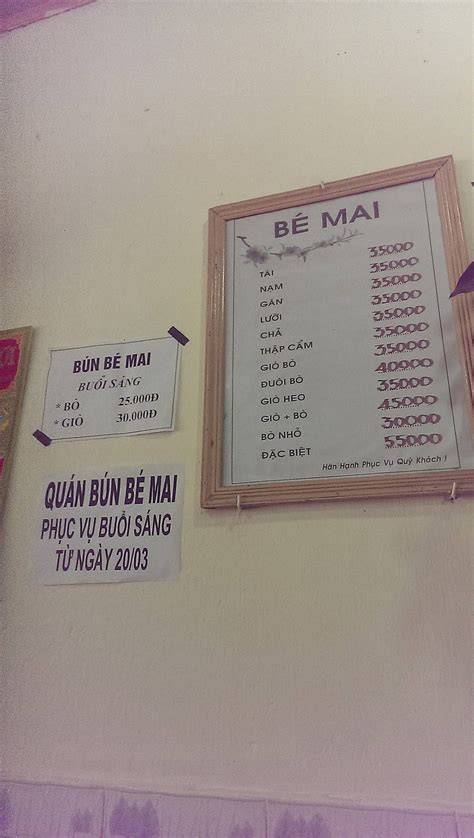 BÉ MAI
TÁI 35000
NẠM 35000
GÂN 35000
LƯỠI 35000
CHẢ 35000
THẬP CẨM 35000
GIÒ BÒ 35000
ĐUÔI BÒ 40000
GIÒ HEO 35000
GIÒ + BÒ 45000
BÒ NHỎ 30000
ĐẶC BIỆT 55000
Hân Hạnh Phục Vụ Quý Khách !
BÚN BÉ MAI
BUỔI SÁNG
* BÒ 25.000Đ
* GIÒ 30.000Đ
QUÁN BÚN BÉ MAI
PHỤC VỤ BUỔI SÁNG
TỪ NGÀY 20/03